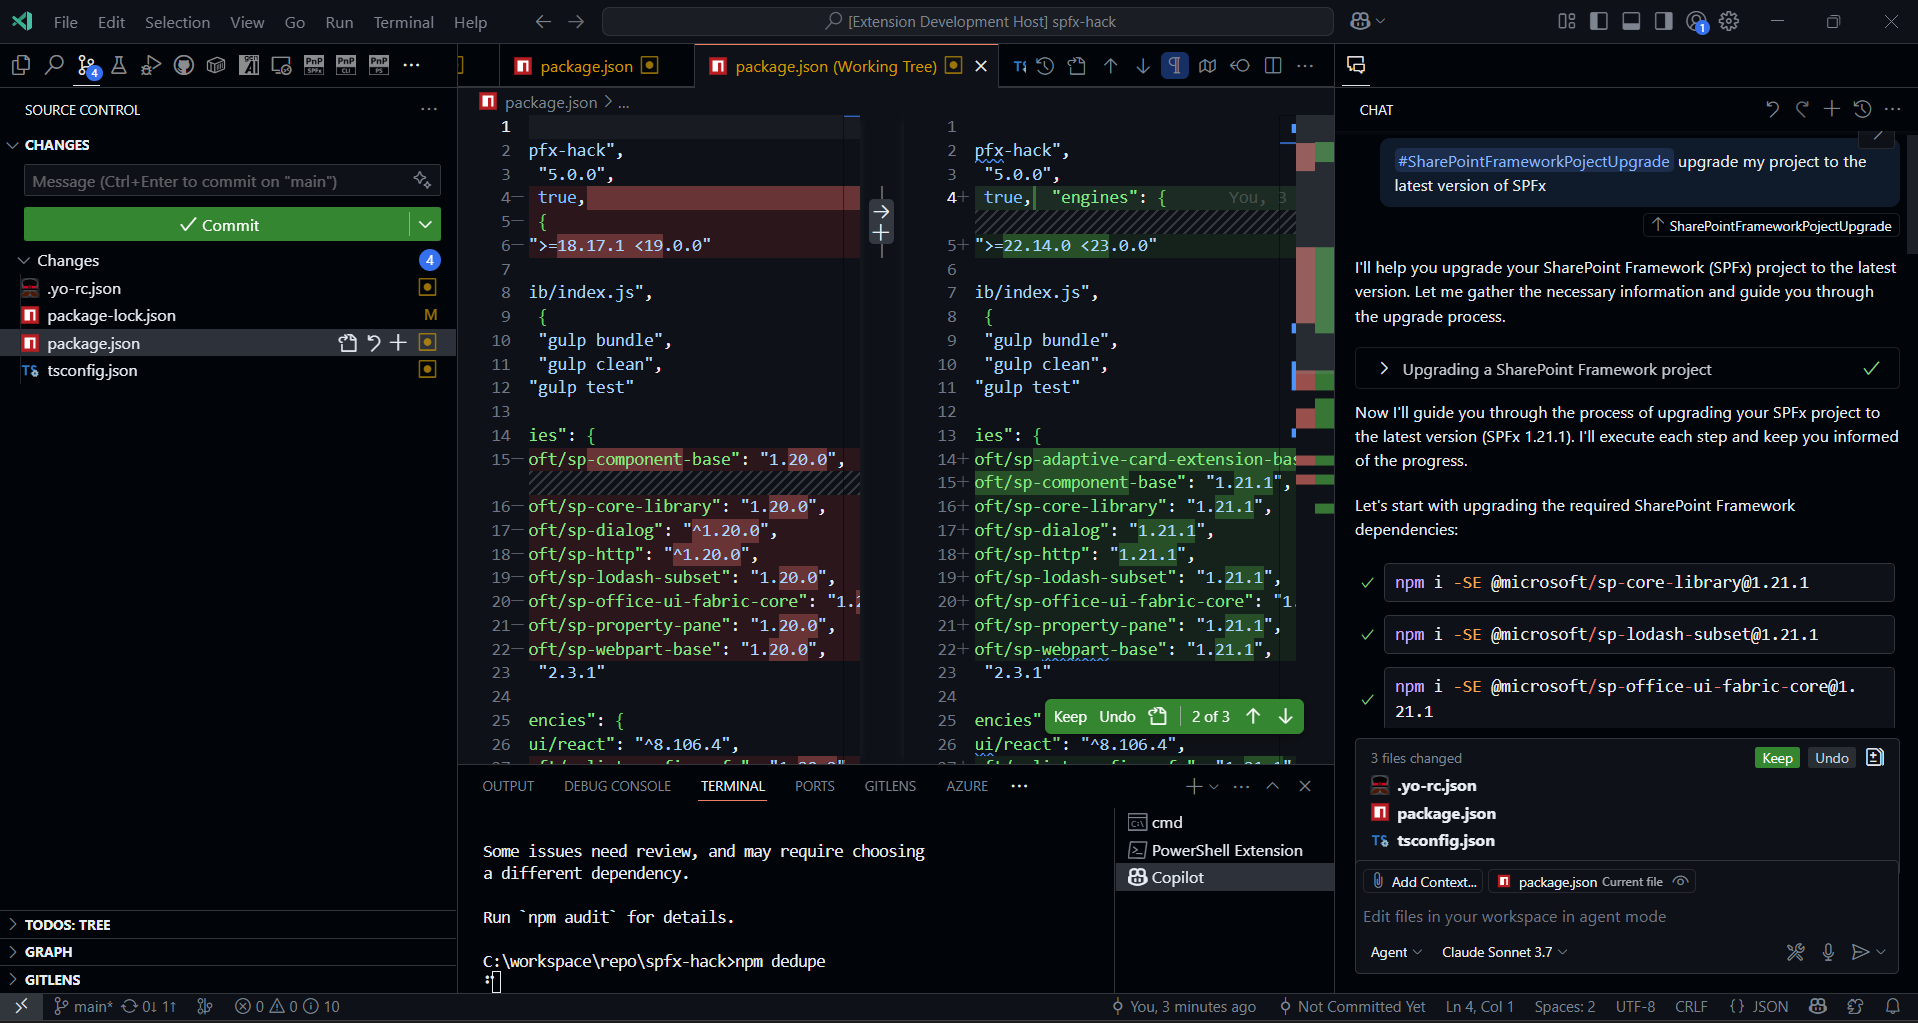 File Edit Selection View Go Run Terminal Help
[Extension Development Host] spfx-hack
1
4
SOURCE CONTROL
CHANGES
Message (Ctrl+Enter to commit on "main")
Commit
Changes 4
.yo-rc.json
package-lock.json M
package.json
tsconfig.json
TODOS: TREE
GRAPH
GITLENS
package.json
package.json (Working Tree)
package.json > ...
1
2 pfx-hack",
3 "5.0.0",
4 true,
5 {
6 ">=18.17.1 <19.0.0"
7
8 ib/index.js",
9 {
10 "gulp bundle",
11 "gulp clean",
12 "gulp test"
13
14 ies": {
15 oft/sp-component-base": "1.20.0",
16 oft/sp-core-library": "1.20.0",
17 oft/sp-dialog": "^1.20.0",
18 oft/sp-http": "^1.20.0",
19 oft/sp-lodash-subset": "1.20.0",
20 oft/sp-office-ui-fabric-core": "1.2
21 oft/sp-property-pane": "1.20.0",
22 oft/sp-webpart-base": "1.20.0",
23 "2.3.1"
24
25 encies": {
26 ui/react": "^8.106.4",
1
2 pfx-hack",
3 "5.0.0",
4+ true, "engines": { You, 3
5+ ">=22.14.0 <23.0.0"
6
7 ib/index.js",
8 {
9 "gulp bundle",
10 "gulp clean",
11 "gulp test"
12
13 ies": {
14+ oft/sp-adaptive-card-extension-bas
15+ oft/sp-component-base": "1.21.1",
16+ oft/sp-core-library": "1.21.1",
17+ oft/sp-dialog": "1.21.1",
18+ oft/sp-http": "1.21.1",
19+ oft/sp-lodash-subset": "1.21.1",
20+ oft/sp-office-ui-fabric-core": "1.
21+ oft/sp-property-pane": "1.21.1",
22+ oft/sp-webpart-base": "1.21.1",
23 "2.3.1"
24
25 encies"
26 ui/react": "^8.106.4",
Keep Undo 2 of 3
OUTPUT DEBUG CONSOLE TERMINAL PORTS GITLENS AZURE
Some issues need review, and may require choosing
a different dependency.
Run `npm audit` for details.
C:\workspace\repo\spfx-hack>npm dedupe
cmd
PowerShell Extension
Copilot
CHAT
#SharePointFrameworkPojectUpgrade upgrade my project to the
latest version of SPFx
SharePointFrameworkPojectUpgrade
I'll help you upgrade your SharePoint Framework (SPFx) project to the latest
version. Let me gather the necessary information and guide you through
the upgrade process.
Upgrading a SharePoint Framework project
Now I'll guide you through the process of upgrading your SPFx project to
the latest version (SPFx 1.21.1). I'll execute each step and keep you informed
of the progress.
Let's start with upgrading the required SharePoint Framework
dependencies:
npm i -SE @microsoft/sp-core-library@1.21.1
npm i -SE @microsoft/sp-lodash-subset@1.21.1
npm i -SE @microsoft/sp-office-ui-fabric-core@1.
21.1
3 files changed Keep Undo
.yo-rc.json
package.json
tsconfig.json
Add Context... package.json Current file
Edit files in your workspace in agent mode
Agent Claude Sonnet 3.7
main* 0↓ 1↑ 0 0 10
You, 3 minutes ago Not Committed Yet Ln 4, Col 1 Spaces: 2 UTF-8 CRLF {} JSON